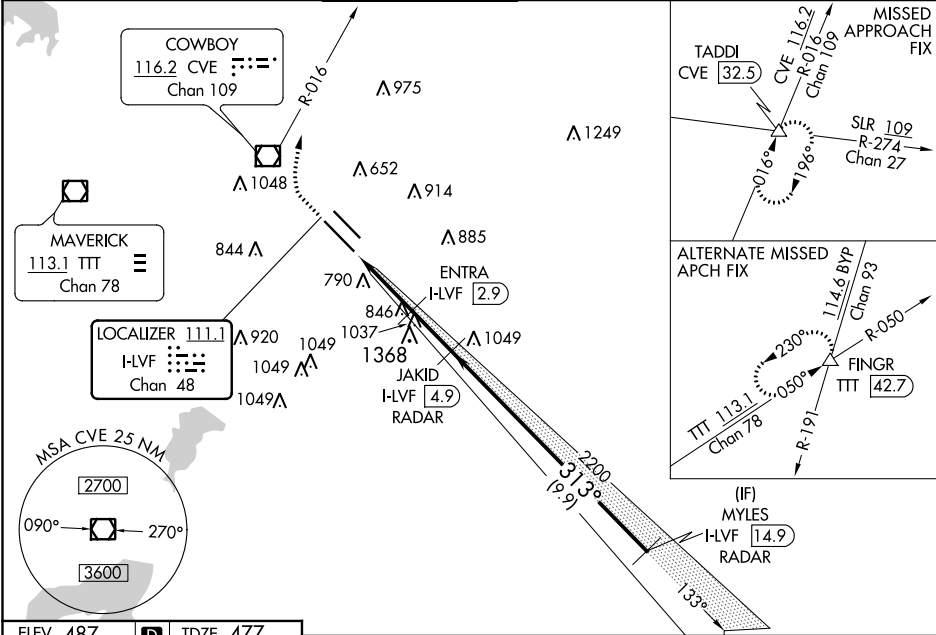 COWBOY
116.2 CVE
Chan 109
R-016
975
1249
652
1048
914
MAVERICK
113.1 TTT
Chan 78
844
885
790
ENTRA
I-LVF 2.9
846
LOCALIZER 111.1
I-LVF
Chan 48
920
1037
1049
1368
1049
1049
1049
JAKID
I-LVF 4.9
RADAR
MSA CVE 25 NM
2700
090°
270°
3600
2200
313°
(9.9)
(IF)
MYLES
I-LVF 14.9
RADAR
133°
MISSED
APPROACH
FIX
TADDI
CVE 32.5
CVE 116.2
R-016
Chan 109
SLR 109
R-274
Chan 27
016°
196°
ALTERNATE MISSED
APCH FIX
114.6 BYP
Chan 93
R-050
230°
050°
FINGR
TTT 42.7
TTT 113.1
Chan 78
R-191
ELEV 487 D TDZE 477